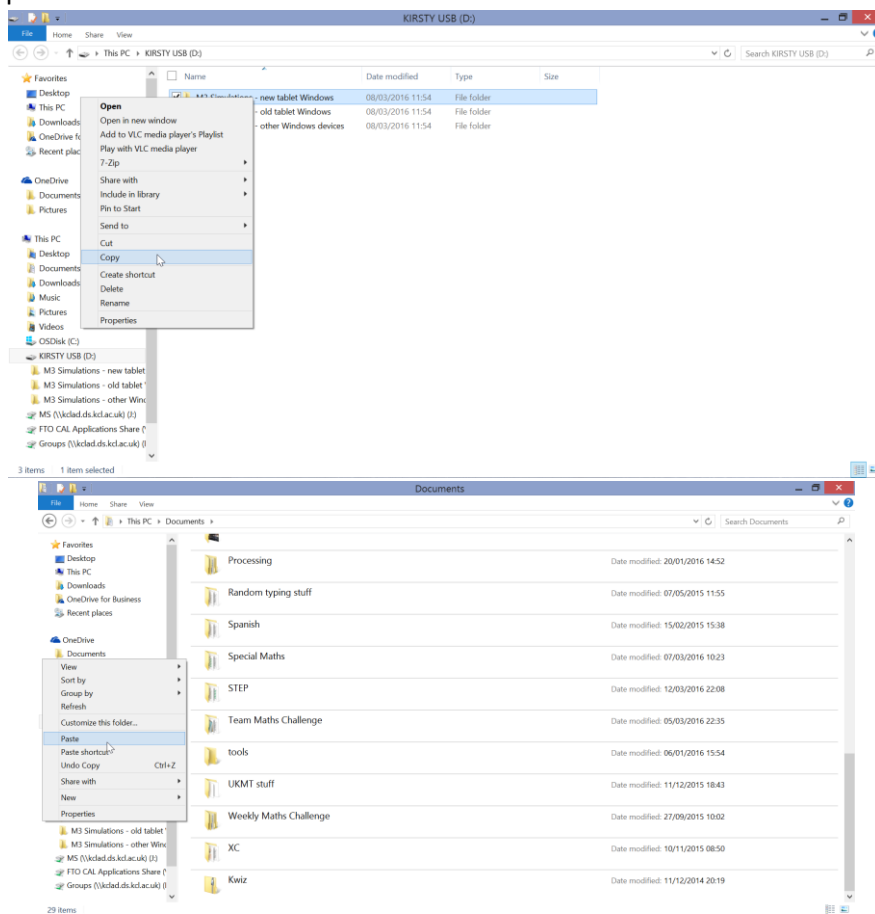 KIRSTY USB (D:)
File Home Share View
This PC KIRSTY USB (D:) Search KIRSTY USB (D:)
Favorites
Desktop
This PC
Downloads
OneDrive fo
Recent plac
OneDrive
Documents
Pictures
This PC
Desktop
Documents
Downloads
Music
Pictures
Videos
OSDisk (C:)
KIRSTY USB (D:)
M3 Simulations - new tablet
M3 Simulations - old tablet
M3 Simulations - other Wind
MS (\\kclad.ds.kcl.ac.uk) (J:)
FTO CAL Applications Share
Groups (\\kclad.ds.kcl.ac.uk)
Name Date modified Type Size
M3 Simulations - new tablet Windows 08/03/2016 11:54 File folder
- old tablet Windows 08/03/2016 11:54 File folder
- other Windows devices 08/03/2016 11:54 File folder
Open
Open in new window
Add to VLC media player's Playlist
Play with VLC media player
7-Zip
Share with
Include in library
Pin to Start
Send to
Cut
Copy
Create shortcut
Delete
Rename
Properties
3 items 1 item selected
Documents
File Home Share View
This PC Documents Search Documents
Favorites
Desktop
This PC
Downloads
OneDrive for Business
Recent places
OneDrive
Documents
View
Sort by
Group by
Refresh
Customize this folder...
Paste
Paste shortcut
Undo Copy Ctrl+Z
Share with
New
Properties
M3 Simulations - old tablet
M3 Simulations - other Wind
MS (\\kclad.ds.kcl.ac.uk) (J:)
FTO CAL Applications Share
Groups (\\kclad.ds.kcl.ac.uk)
Processing Date modified: 20/01/2016 14:52
Random typing stuff Date modified: 07/05/2015 11:55
Spanish Date modified: 15/02/2015 15:38
Special Maths Date modified: 07/03/2016 10:23
STEP Date modified: 12/03/2016 22:08
Team Maths Challenge Date modified: 05/03/2016 22:35
tools Date modified: 06/01/2016 15:54
UKMT stuff Date modified: 11/12/2015 18:43
Weekly Maths Challenge Date modified: 27/09/2015 10:02
XC Date modified: 10/11/2015 08:50
Kwiz Date modified: 11/12/2014 20:19
29 items